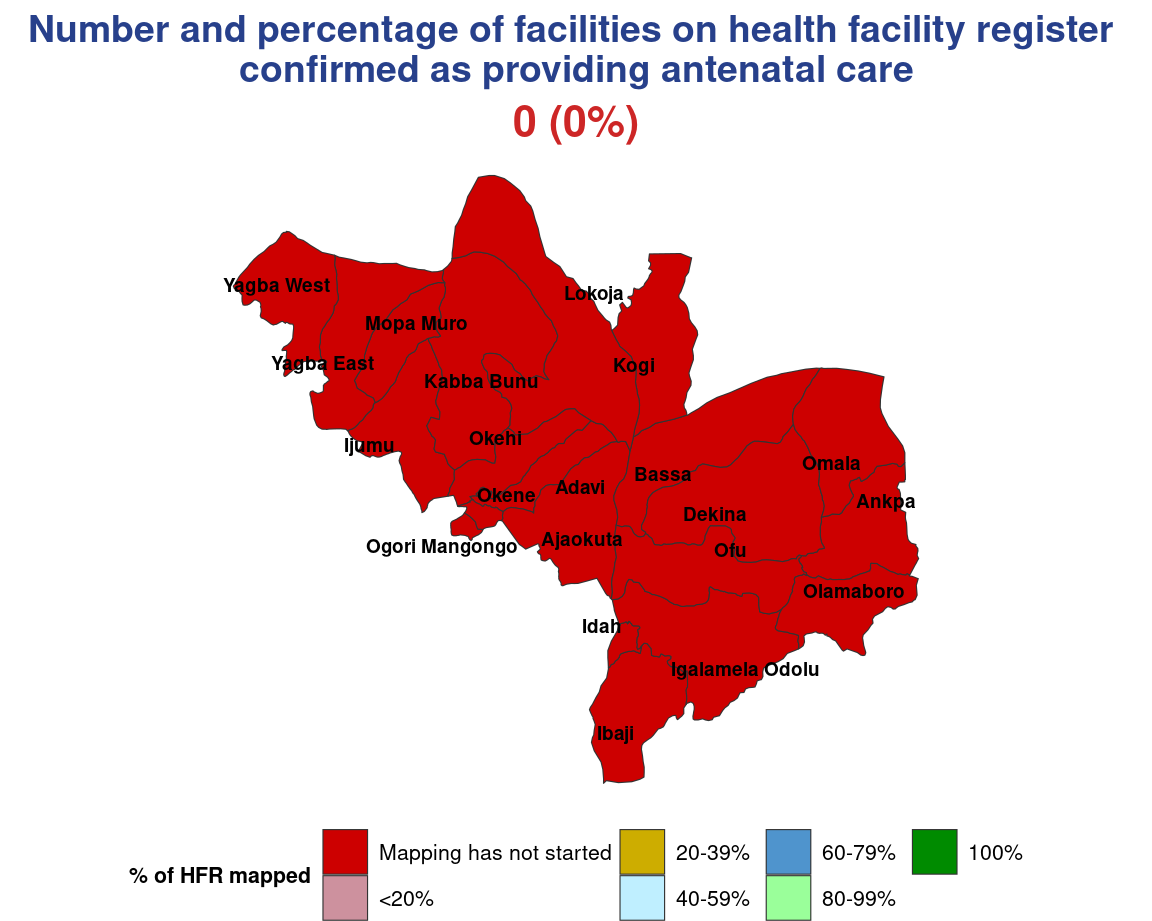 Number and percentage of facilities on health facility register
confirmed as providing antenatal care
0 (0%)
Yagba West
Lokoja
Mopa Muro
Yagba East
Kogi
Kabba Bunu
Okehi
Ijumu
Omala
Bassa
Adavi
Okene
Ankpa
Dekina
Ajaokuta
Ogori Mangongo
Ofu
Olamaboro
Idah
Igalamela Odolu
Ibaji
% of HFR mapped
Mapping has not started
<20%
20-39%
40-59%
60-79%
80-99%
100%